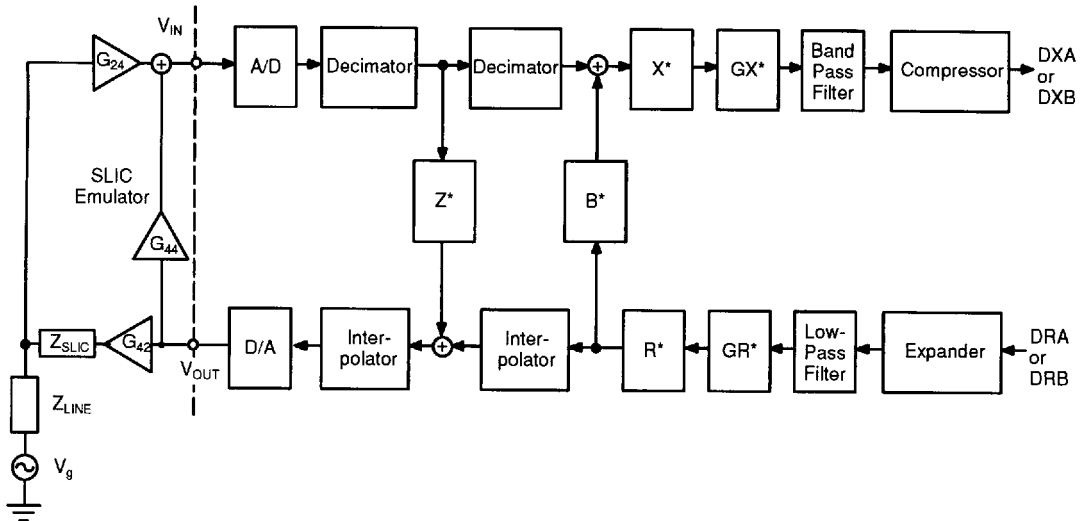 V_IN
G_24
A/D
Decimator
Decimator
X*
GX*
Band
Pass
Filter
Compressor
DXA
or
DXB
SLIC
Emulator
G_44
Z*
B*
Z_SLIC
G_42
V_OUT
D/A
Inter-
polator
Inter-
polator
R*
GR*
Low-
Pass
Filter
Expander
DRA
or
DRB
Z_LINE
V_g